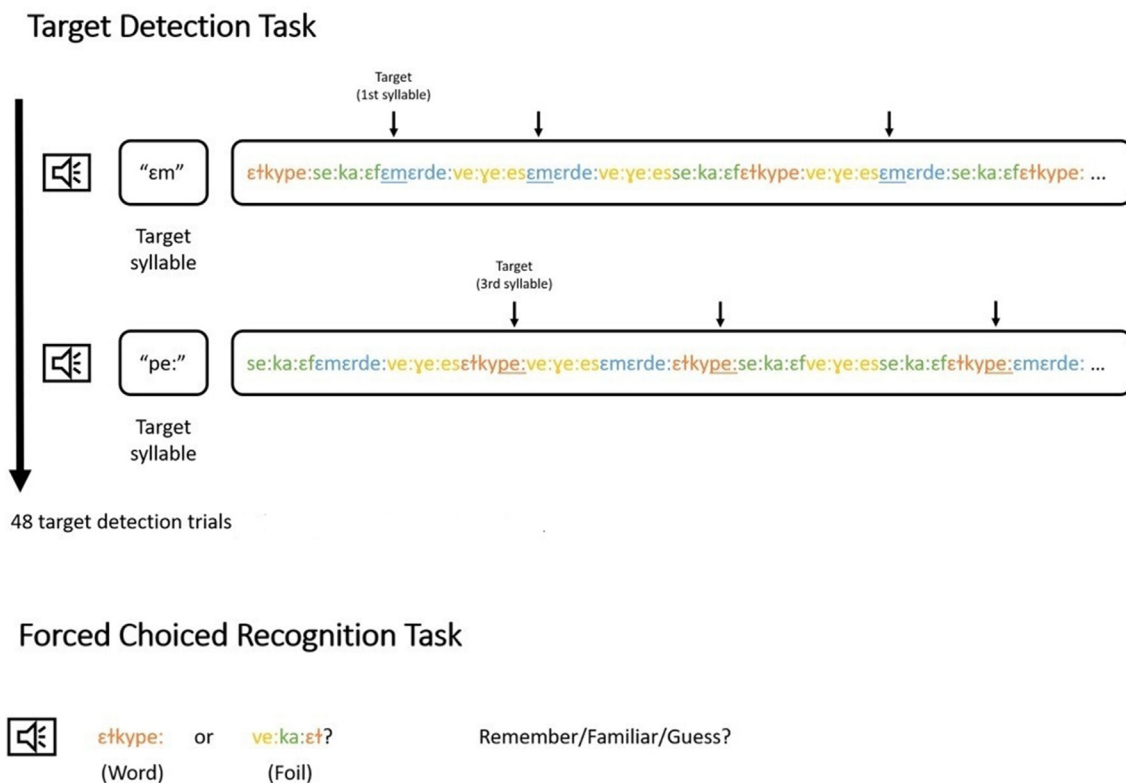 Target Detection Task
Target
(1st syllable)
“ɛm” ɛɫkype:se:ka:ɛfɛmɛrde:ve:ɣe:esɛmɛrde:ve:ɣe:esse:ka:ɛfɛɫkype:ve:ɣe:esɛmɛrde:se:ka:ɛfɛɫkype: ...
Target
syllable
Target
(3rd syllable)
“pe:” se:ka:ɛfɛmɛrde:ve:ɣe:esɛɫkype:ve:ɣe:esɛmɛrde:ɛɫkype:se:ka:ɛfve:ɣe:esse:ka:ɛfɛɫkype:ɛmɛrde: ...
Target
syllable
48 target detection trials
Forced Choiced Recognition Task
ɛɫkype: or ve:ka:ɛɫ? Remember/Familiar/Guess?
(Word) (Foil)